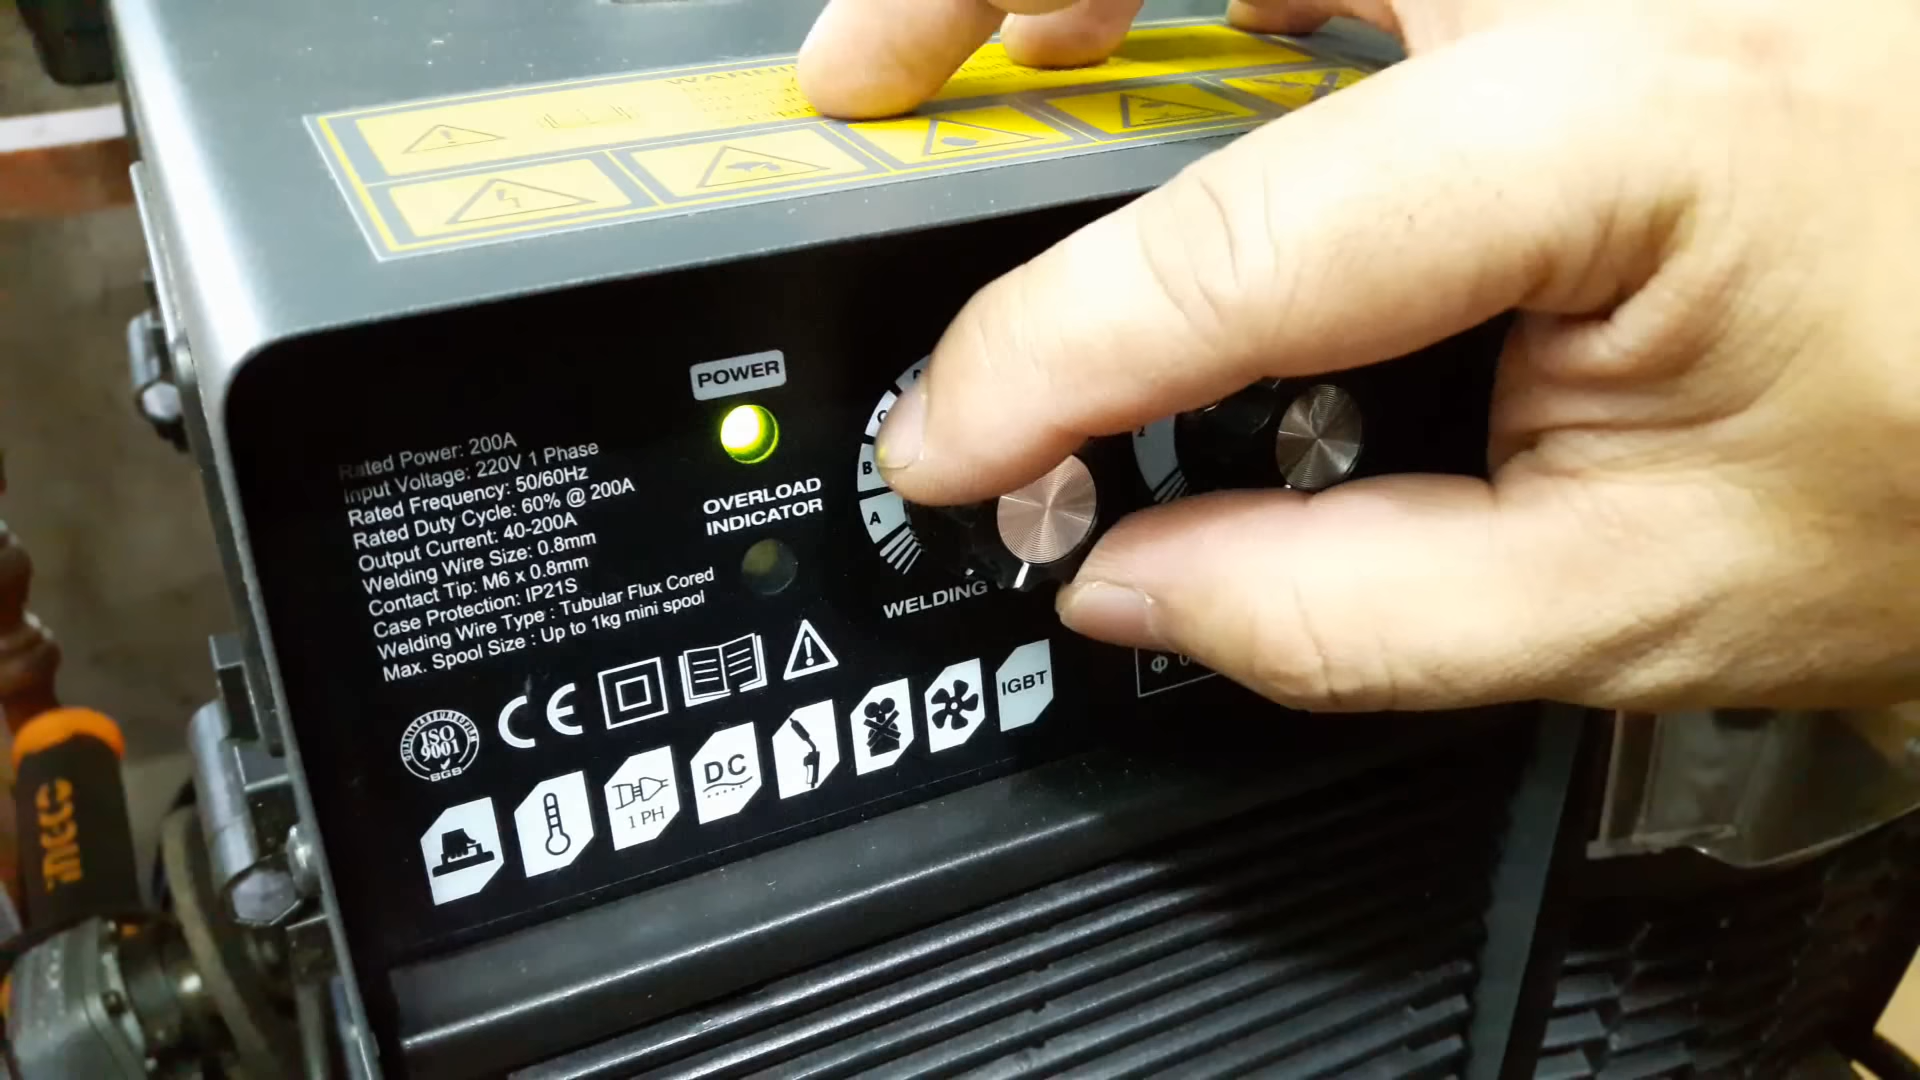 POWER
Rated Power: 200A
Input Voltage: 220V 1 Phase
Rated Frequency: 50/60Hz
Rated Duty Cycle: 60% @ 200A
Output Current: 40-200A
Welding Wire Size: 0.8mm
Contact Tip: M6 x 0.8mm
Case Protection: IP21S
Welding Wire Type : Tubular Flux Cored
Max. Spool Size : Up to 1kg mini spool
OVERLOAD
INDICATOR
C
B
A
2
WELDING
CE
ISO
9001
BGB
IGBT
DC
1 PH
INGCO